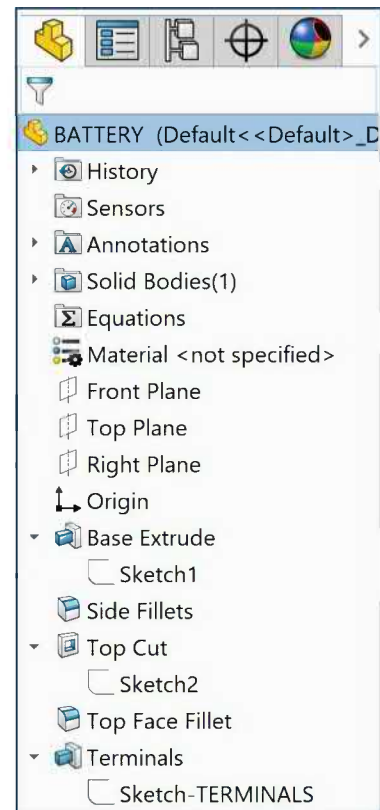 BATTERY (Default<<Default>_D
History
Sensors
Annotations
Solid Bodies(1)
Equations
Material <not specified>
Front Plane
Top Plane
Right Plane
Origin
Base Extrude
Sketch1
Side Fillets
Top Cut
Sketch2
Top Face Fillet
Terminals
Sketch-TERMINALS